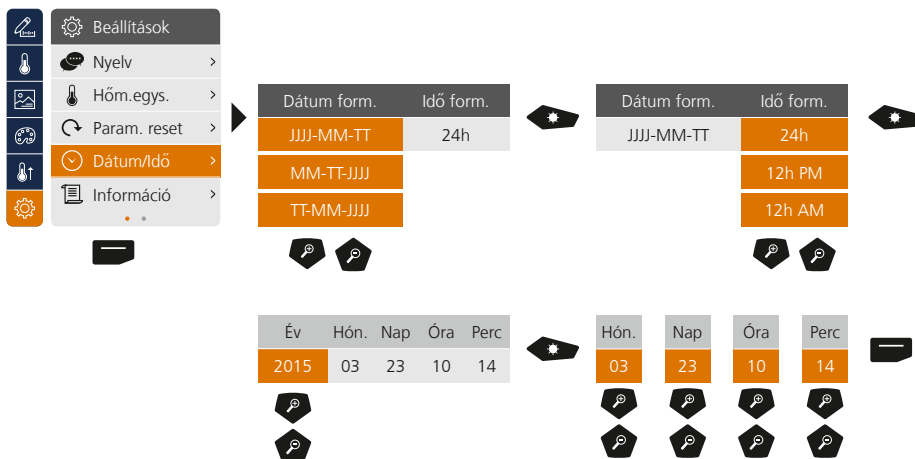 Beállítások
Nyelv
Hőm.egys.
Param. reset
Dátum/Idő
Információ
Dátum form. Idő form.
JJJJ-MM-TT 24h
MM-TT-JJJJ
TT-MM-JJJJ
Dátum form. Idő form.
JJJJ-MM-TT 24h
12h PM
12h AM
Év Hón. Nap Óra Perc
2015 03 23 10 14
Hón. Nap Óra Perc
03 23 10 14